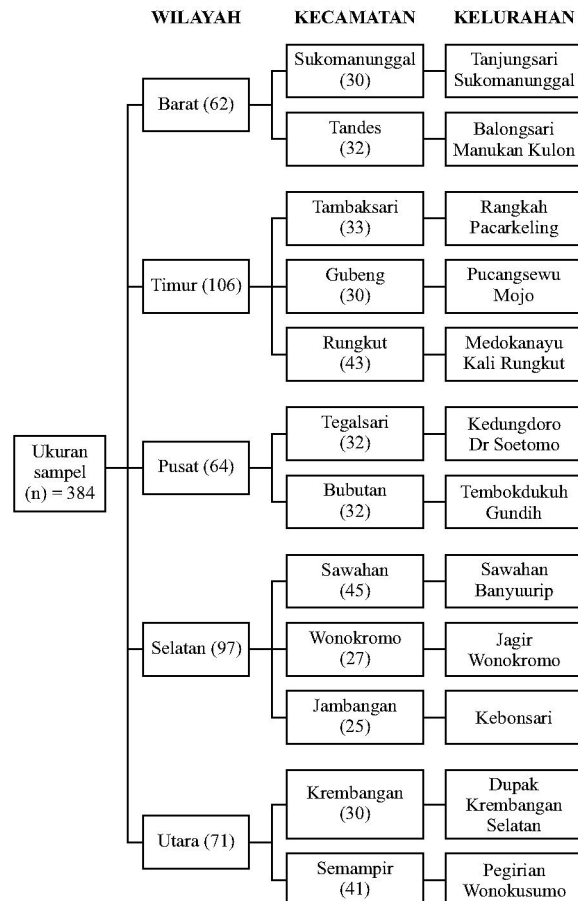 WILAYAH
KECAMATAN
KELURAHAN
Ukuran
sampel
(n) = 384
Barat (62)
Sukomanunggal
(30)
Tanjungsari
Sukomanunggal
Tandes
(32)
Balongsari
Manukan Kulon
Timur (106)
Tambaksari
(33)
Rangkah
Pacarkeling
Gubeng
(30)
Pucangsewu
Mojo
Rungkut
(43)
Medokanayu
Kali Rungkut
Pusat (64)
Tegalsari
(32)
Kedungdoro
Dr Soetomo
Bubutan
(32)
Tembokdukuh
Gundih
Selatan (97)
Sawahan
(45)
Sawahan
Banyuurip
Wonokromo
(27)
Jagir
Wonokromo
Jambangan
(25)
Kebonsari
Utara (71)
Krembangan
(30)
Dupak
Krembangan
Selatan
Semampir
(41)
Pegirian
Wonokusumo